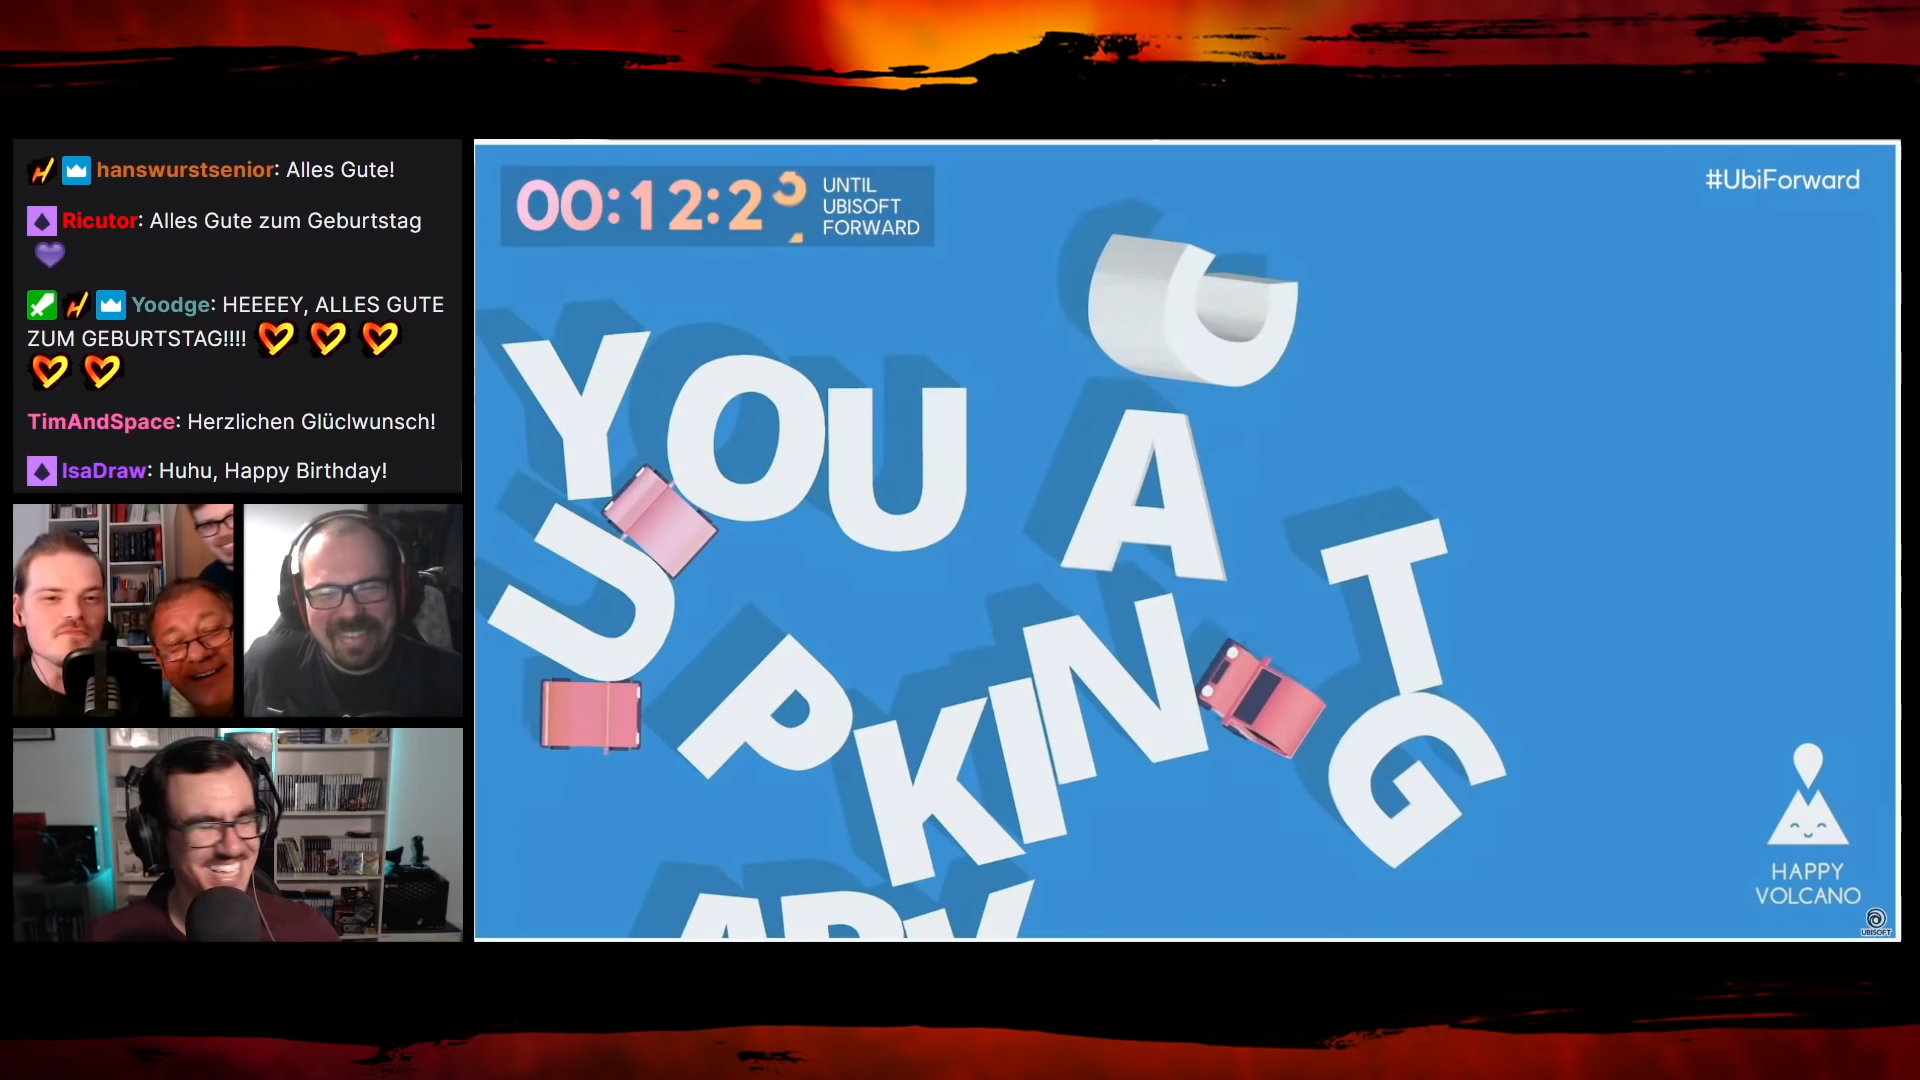 hanswurstsenior: Alles Gute!
Ricutor: Alles Gute zum Geburtstag
Yoodge: HEEEEY, ALLES GUTE
ZUM GEBURTSTAG!!!!
TimAndSpace: Herzlichen Glüclwunsch!
IsaDraw: Huhu, Happy Birthday!
00:12:2
UNTIL
UBISOFT
FORWARD
#UbiForward
YOU
C
A
T
U
P
KING
HAPPY
VOLCANO
UBISOFT